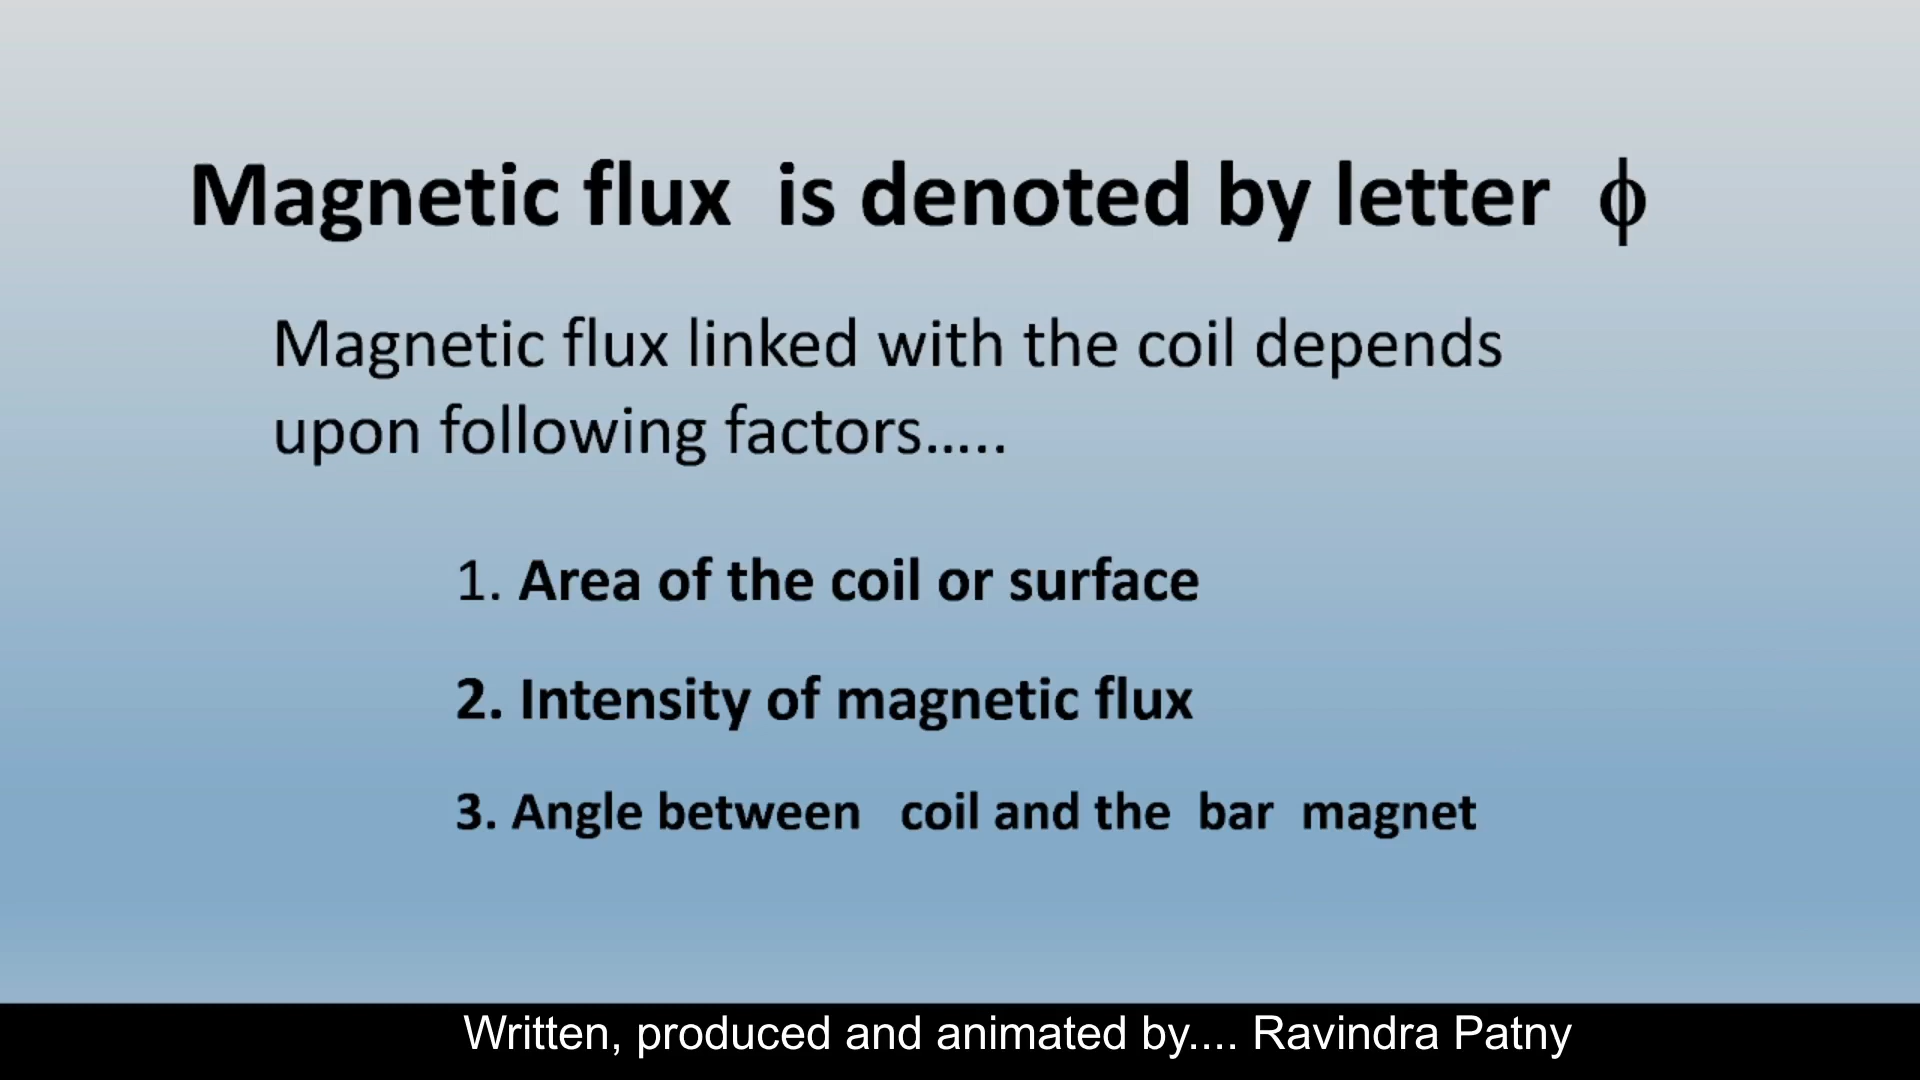 Magnetic flux is denoted by letter ϕ
Magnetic flux linked with the coil depends
upon following factors.....
1. Area of the coil or surface
2. Intensity of magnetic flux
3. Angle between coil and the bar magnet
Written, produced and animated by.... Ravindra Patny